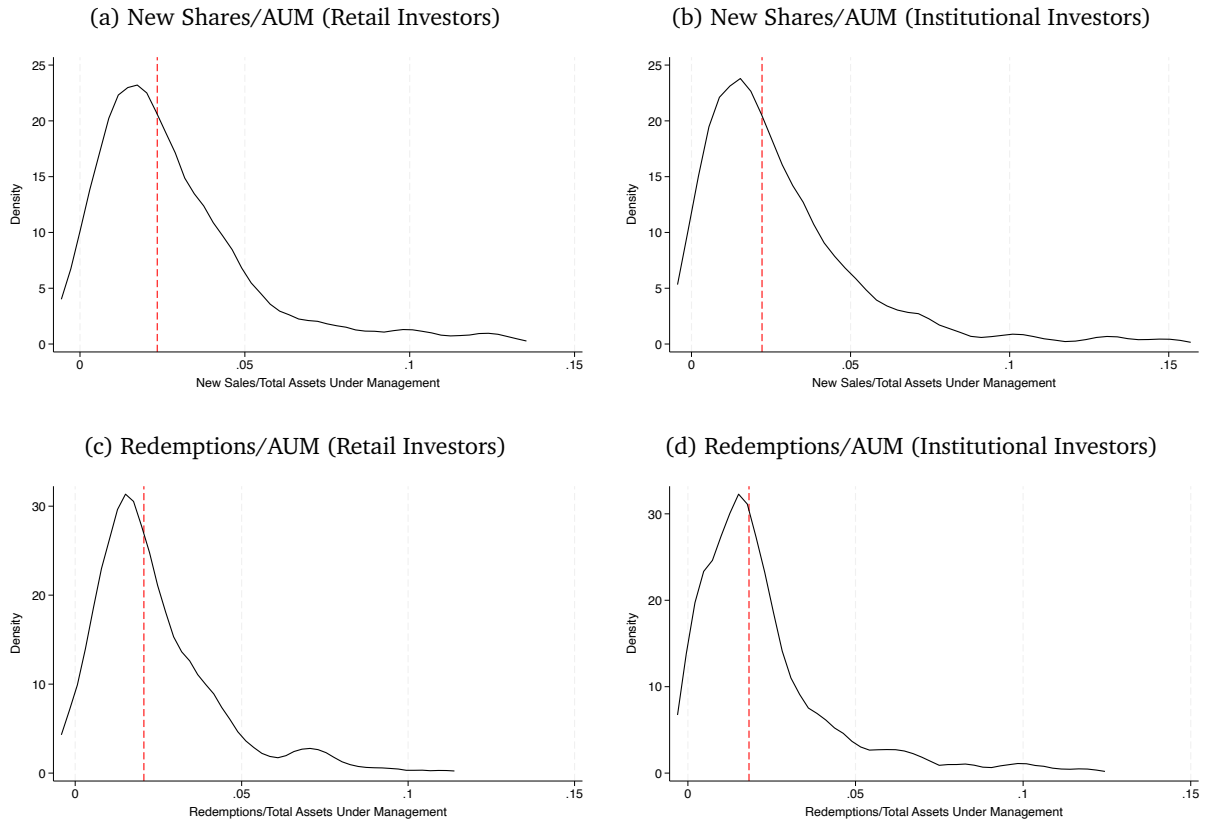 (a) New Shares/AUM (Retail Investors)
25
20
15
10
5
0
Density
0 .05 .1 .15
New Sales/Total Assets Under Management
(b) New Shares/AUM (Institutional Investors)
25
20
15
10
5
0
Density
0 .05 .1 .15
New Sales/Total Assets Under Management
(c) Redemptions/AUM (Retail Investors)
30
20
10
0
Density
0 .05 .1 .15
Redemptions/Total Assets Under Management
(d) Redemptions/AUM (Institutional Investors)
30
20
10
0
Density
0 .05 .1 .15
Redemptions/Total Assets Under Management